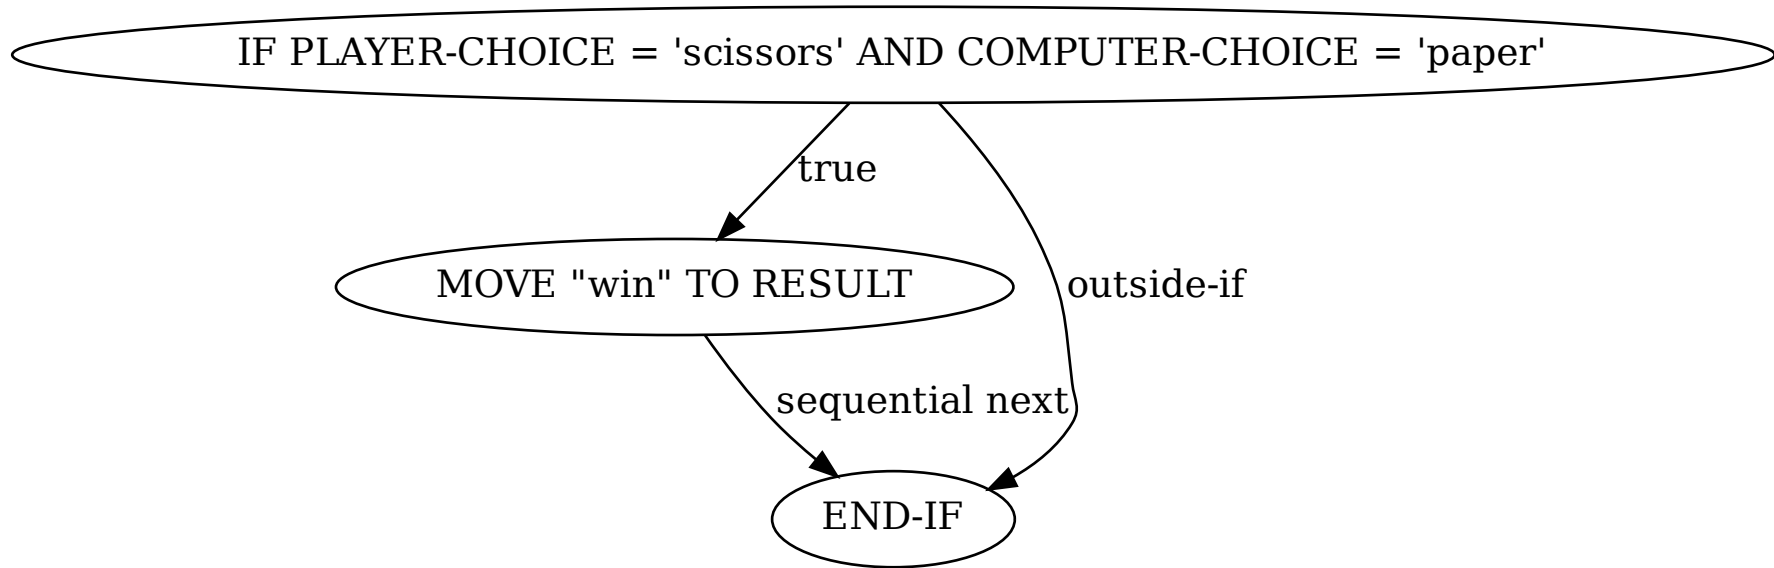 IF PLAYER-CHOICE = 'scissors' AND COMPUTER-CHOICE = 'paper'
true
MOVE "win" TO RESULT
outside-if
sequential next
END-IF